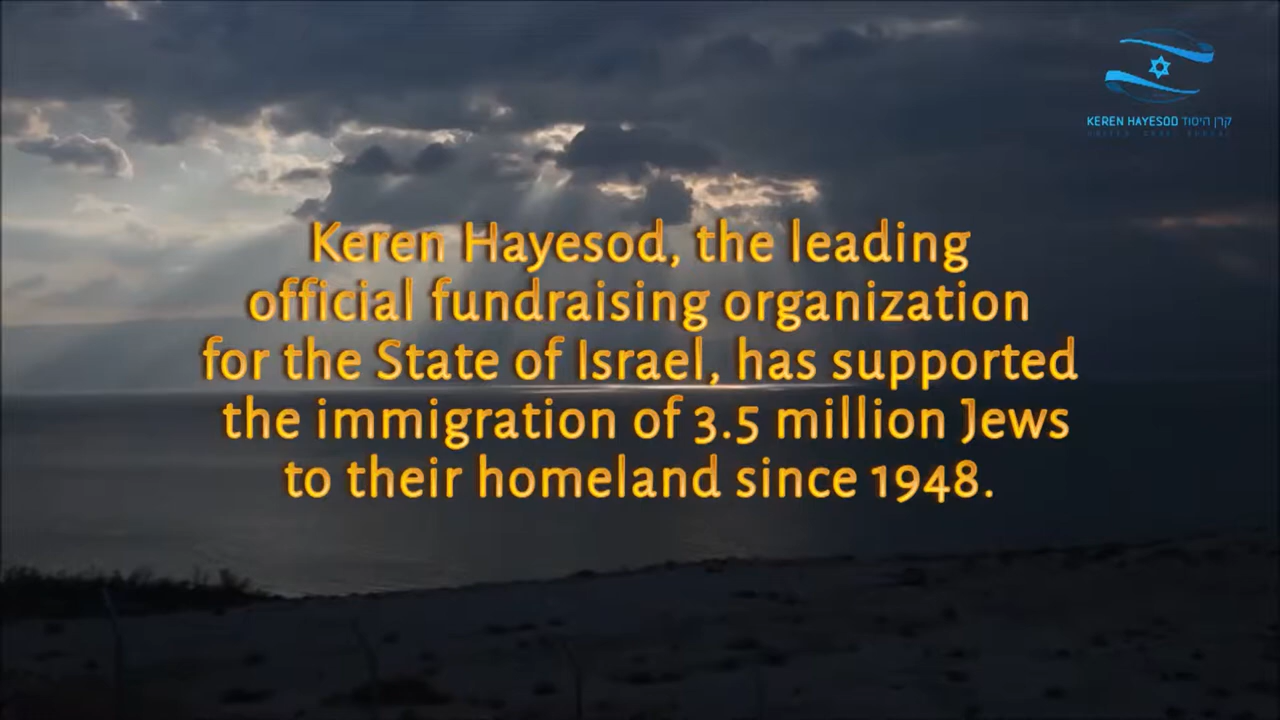 KEREN HAYESOD קרן היסוד
Keren Hayesod, the leading
official fundraising organization
for the State of Israel, has supported
the immigration of 3.5 million Jews
to their homeland since 1948.